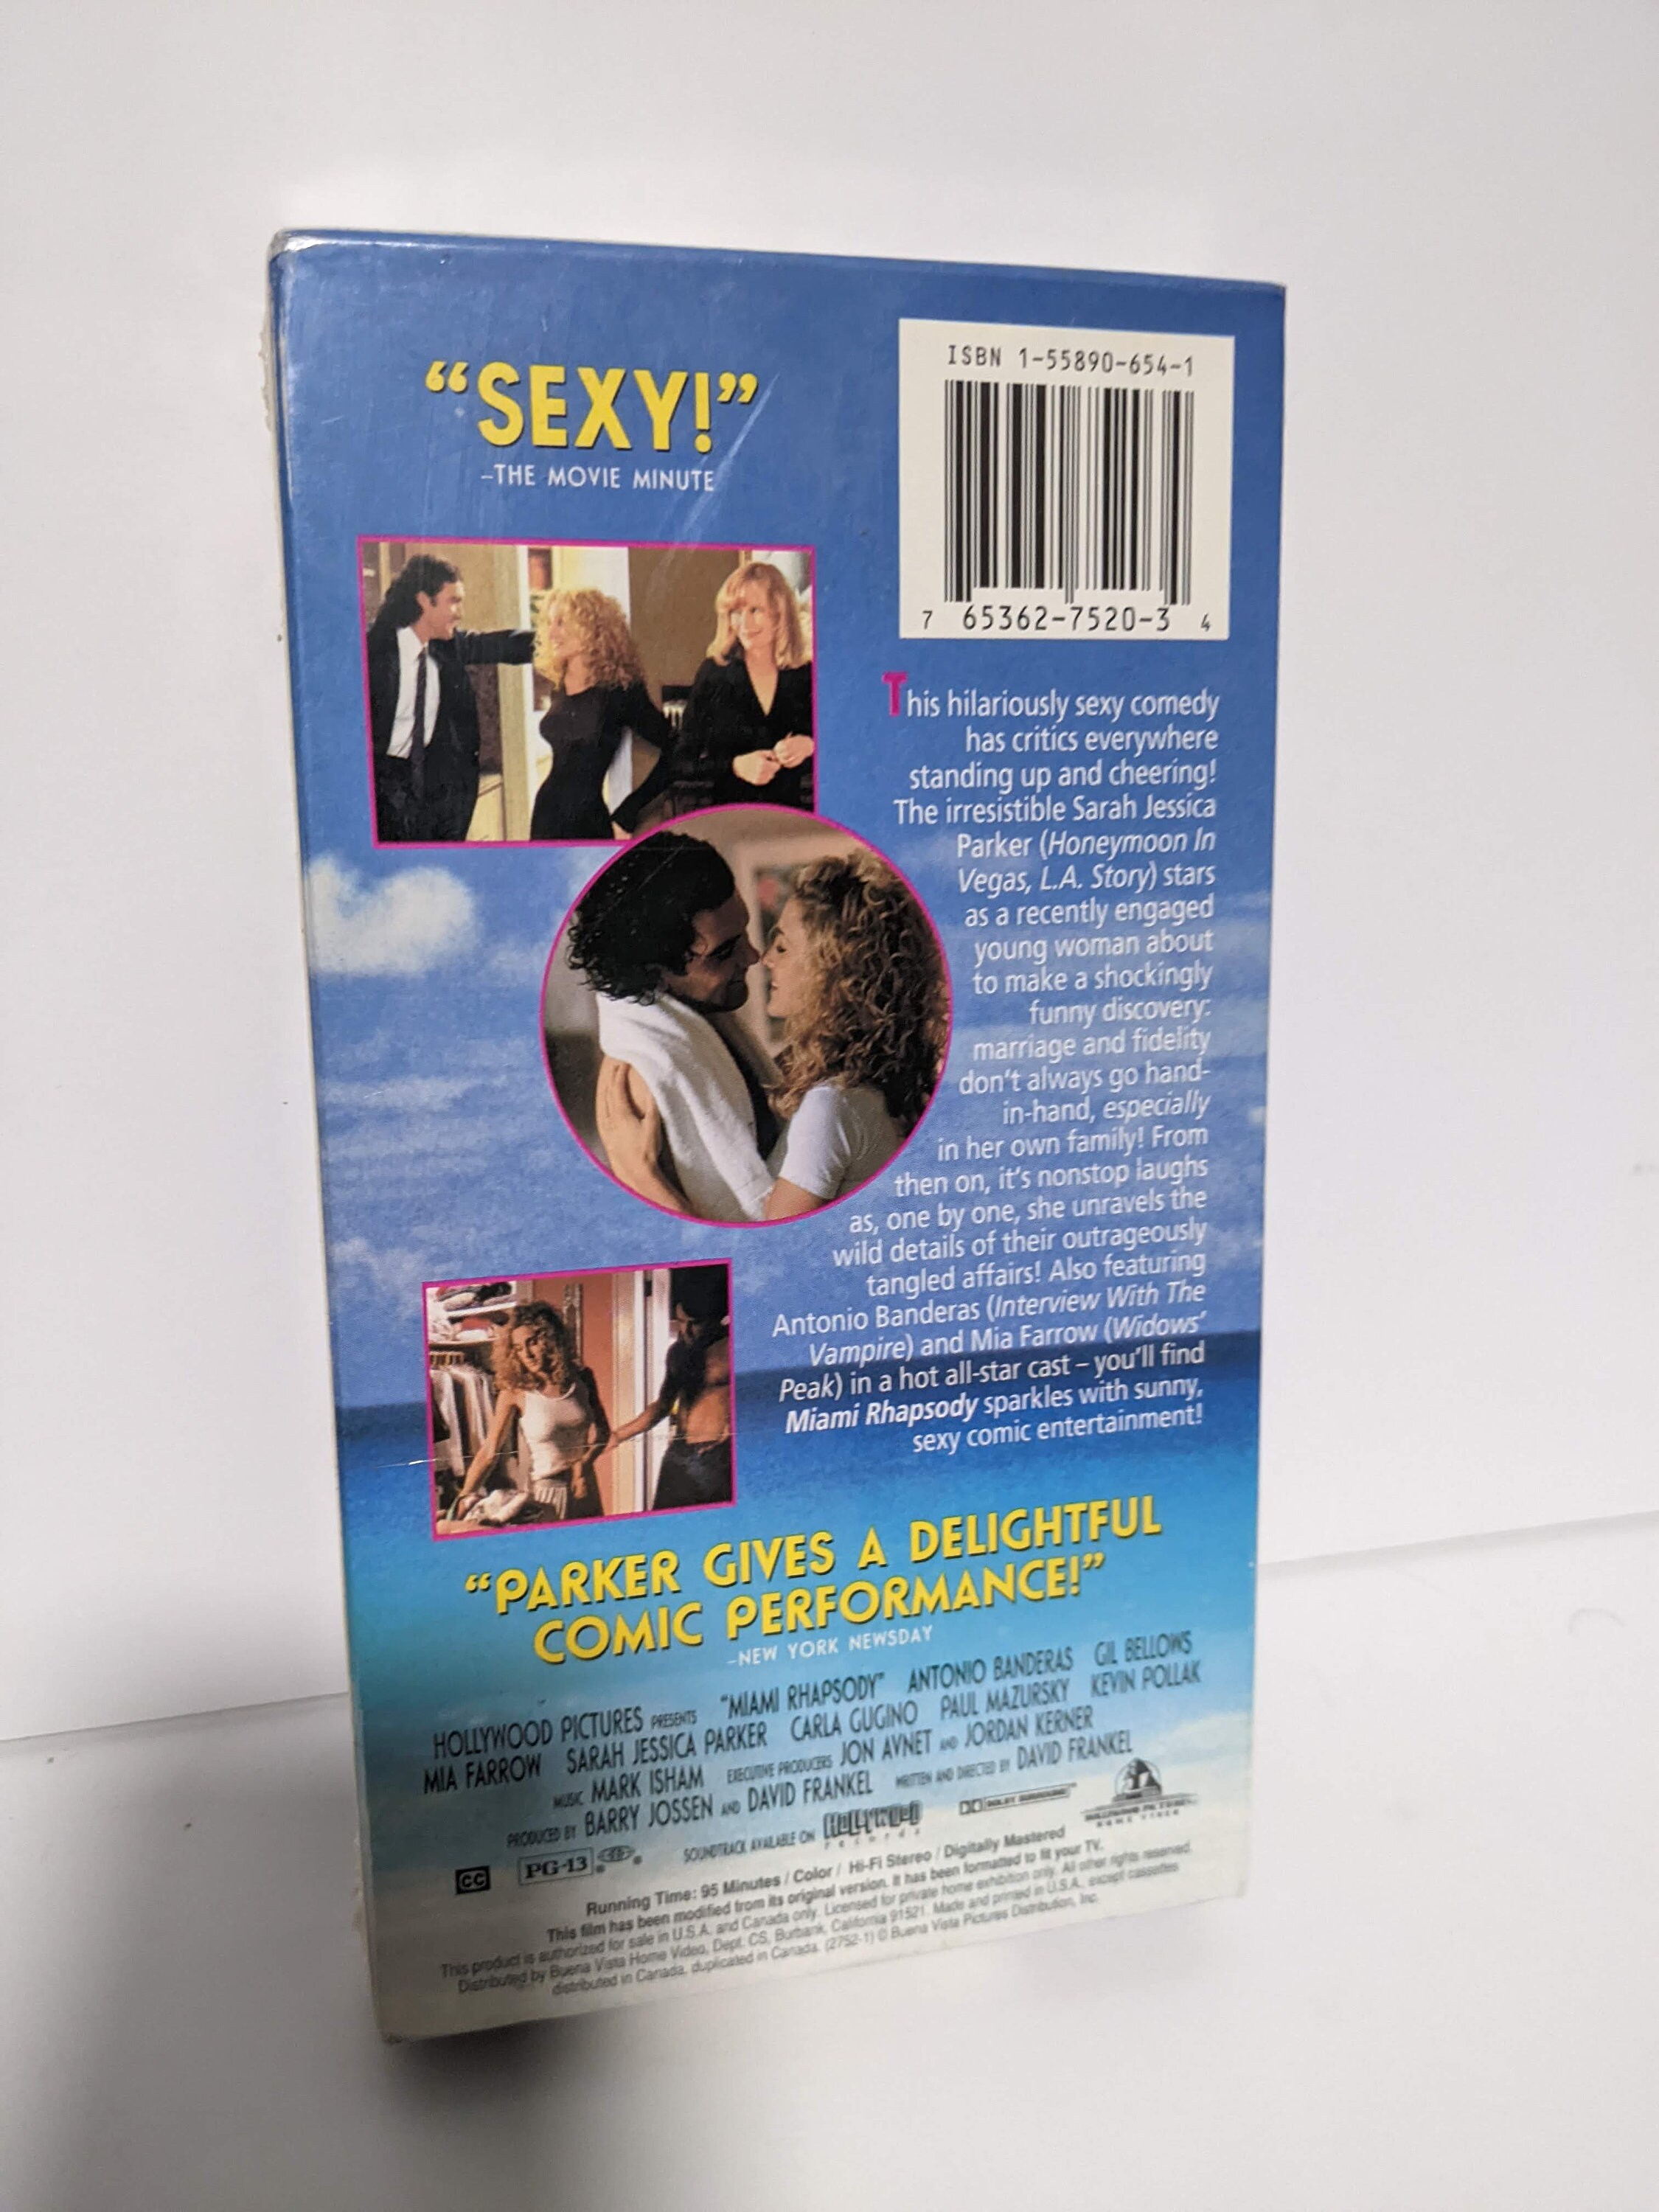 “SEXY!”
–THE MOVIE MINUTE
ISBN 1-55890-654-1
7 65362-7520-3 4
This hilariously sexy comedy
has critics everywhere
standing up and cheering!
The irresistible Sarah Jessica
Parker (Honeymoon In
Vegas, L.A. Story) stars
as a recently engaged
young woman about
to make a shockingly
funny discovery:
marriage and fidelity
don't always go hand-
in-hand, especially
in her own family! From
then on, it's nonstop laughs
as, one by one, she unravels the
wild details of their outrageously
tangled affairs! Also featuring
Antonio Banderas (Interview With The
Vampire) and Mia Farrow (Widows'
Peak) in a hot all-star cast – you'll find
Miami Rhapsody sparkles with sunny,
sexy comic entertainment!
“PARKER GIVES A DELIGHTFUL
COMIC PERFORMANCE!”
–NEW YORK NEWSDAY
HOLLYWOOD PICTURES PRESENTS "MIAMI RHAPSODY" ANTONIO BANDERAS GIL BELLOWS
MIA FARROW SARAH JESSICA PARKER CARLA GUGINO PAUL MAZURSKY KEVIN POLLAK
MUSIC MARK ISHAM EXECUTIVE PRODUCERS JON AVNET AND JORDAN KERNER
PRODUCED BY BARRY JOSSEN AND DAVID FRANKEL WRITTEN AND DIRECTED BY DAVID FRANKEL
CC PG-13 SOUNDTRACK AVAILABLE ON HOLLYWOOD records DOLBY SURROUND HOLLYWOOD PICTURES HOME VIDEO
Running Time: 95 Minutes / Color / Hi-Fi Stereo / Digitally Mastered
This film has been modified from its original version. It has been formatted to fit your TV.
This product is authorized for sale in U.S.A. and Canada only. Licensed for private home exhibition only. All other rights reserved.
Distributed by Buena Vista Home Video, Dept. CS, Burbank, California 91521. Made and printed in U.S.A., except cassettes
distributed in Canada, duplicated in Canada. (2752-1) © Buena Vista Pictures Distribution, Inc.